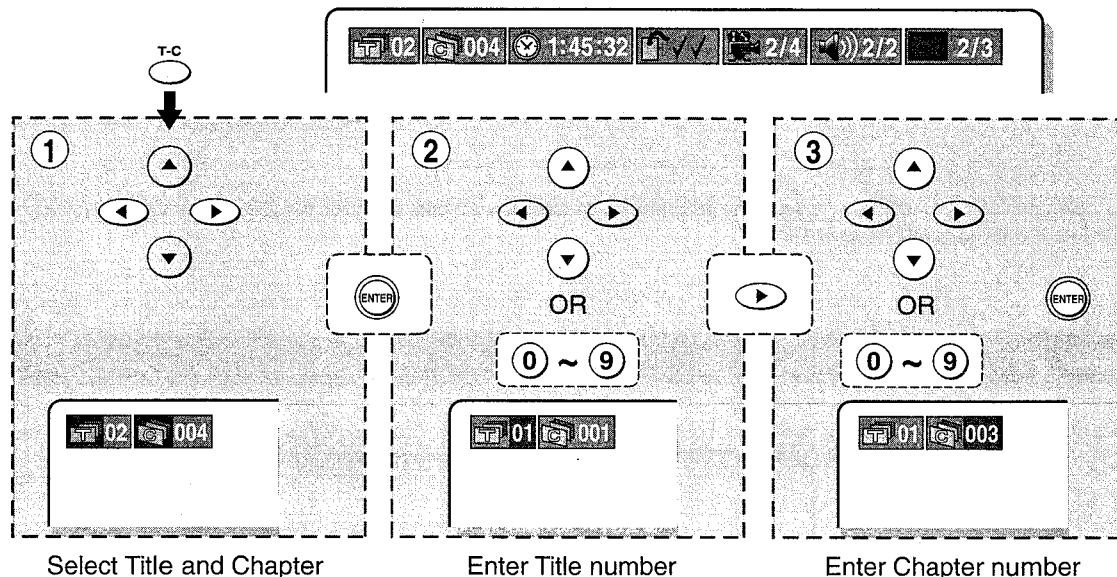 T-C
T 02 C 004 1:45:32 ✓✓ 2/4 2/2 2/3
1
2
3
ENTER
OR
OR
ENTER
0 ~ 9
0 ~ 9
T 02 C 004
T 01 C 001
T 01 C 003
Select Title and Chapter
Enter Title number
Enter Chapter number